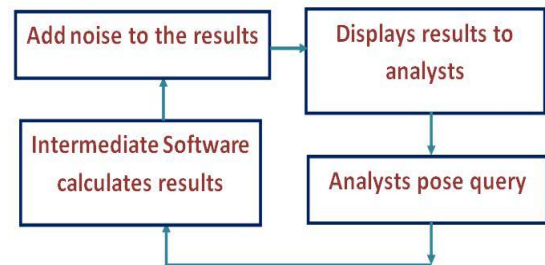 Add noise to the results
Displays results to
analysts
Intermediate Software
calculates results
Analysts pose query